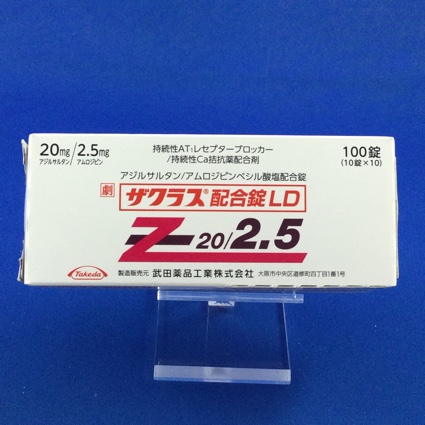 20mg/2.5mg
アジルサルタン/アムロジピン
持続性AT₁レセプターブロッカー
/持続性Ca拮抗薬配合剤
100錠
(10錠×10)
アジルサルタン/アムロジピンベシル酸塩配合錠
劇 ザクラス®配合錠LD
Z 20/2.5
Takeda
製造販売元 武田薬品工業株式会社 大阪市中央区道修町四丁目1番1号